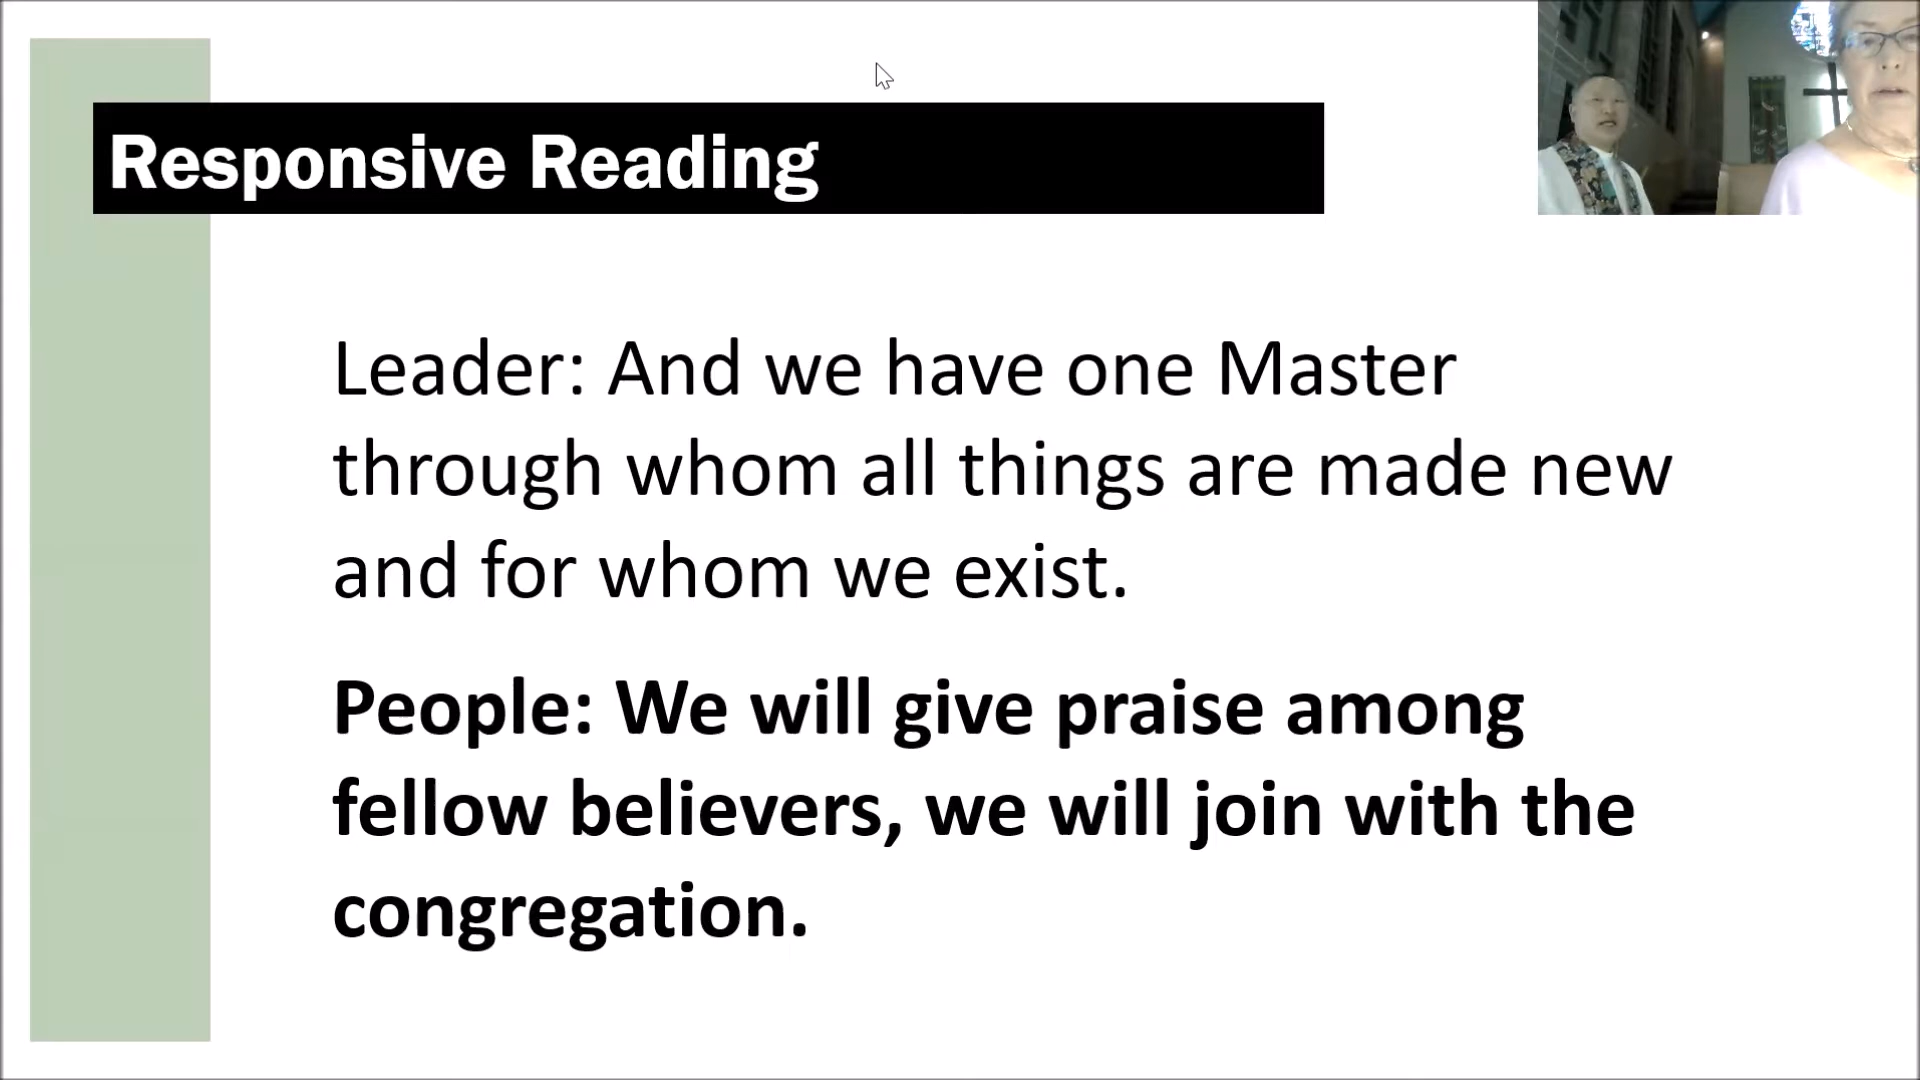 Responsive Reading
Leader: And we have one Master
through whom all things are made new
and for whom we exist.
People: We will give praise among
fellow believers, we will join with the
congregation.